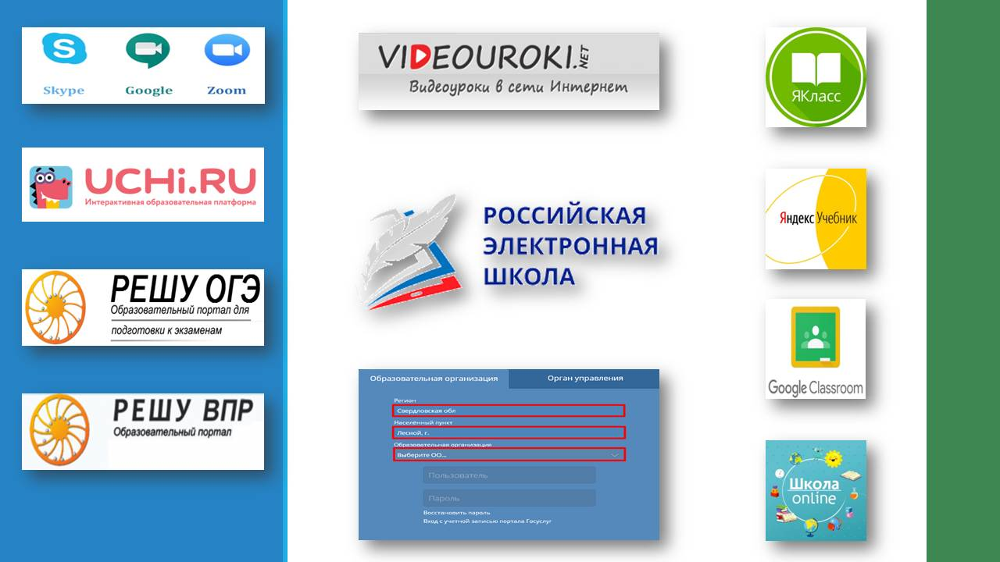 Skype Google Zoom
UCHi.RU
Интерактивная образовательная платформа
РЕШУ ОГЭ
Образовательный портал для
подготовки к экзаменам
РЕШУ ВПР
Образовательный портал
VIDEOUROKI.NET
Видеоуроки в сети Интернет
РОССИЙСКАЯ
ЭЛЕКТРОННАЯ
ШКОЛА
Образовательная организация Орган управления
Регион
Свердловская обл
Населённый пункт
Лесной, г.
Образовательная организация
Выберите ОО...
Пользователь
Пароль
Восстановить пароль
Вход с учетной записью портала Госуслуг
ЯКласс
Яндекс Учебник
Google Classroom
Школа
online